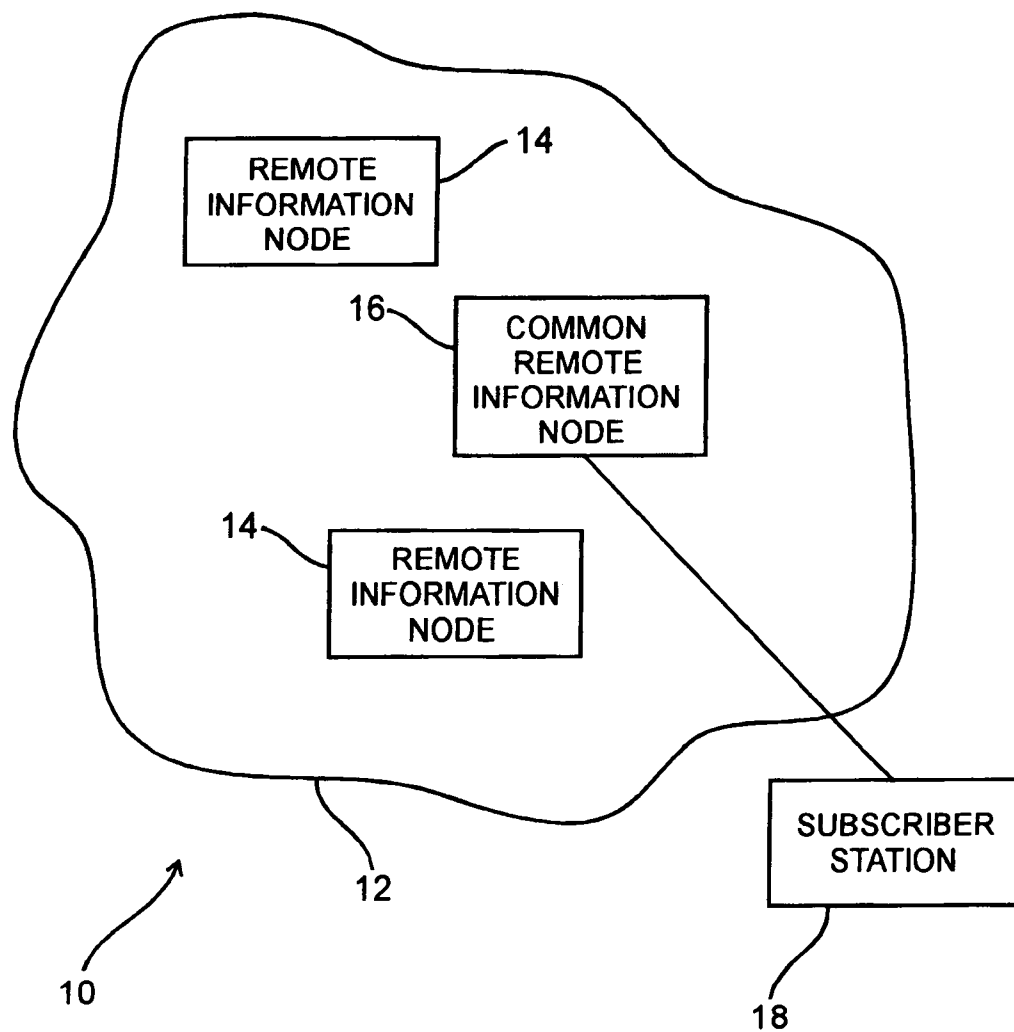 REMOTE
INFORMATION
NODE
14
16
COMMON
REMOTE
INFORMATION
NODE
14
REMOTE
INFORMATION
NODE
12
SUBSCRIBER
STATION
10
18